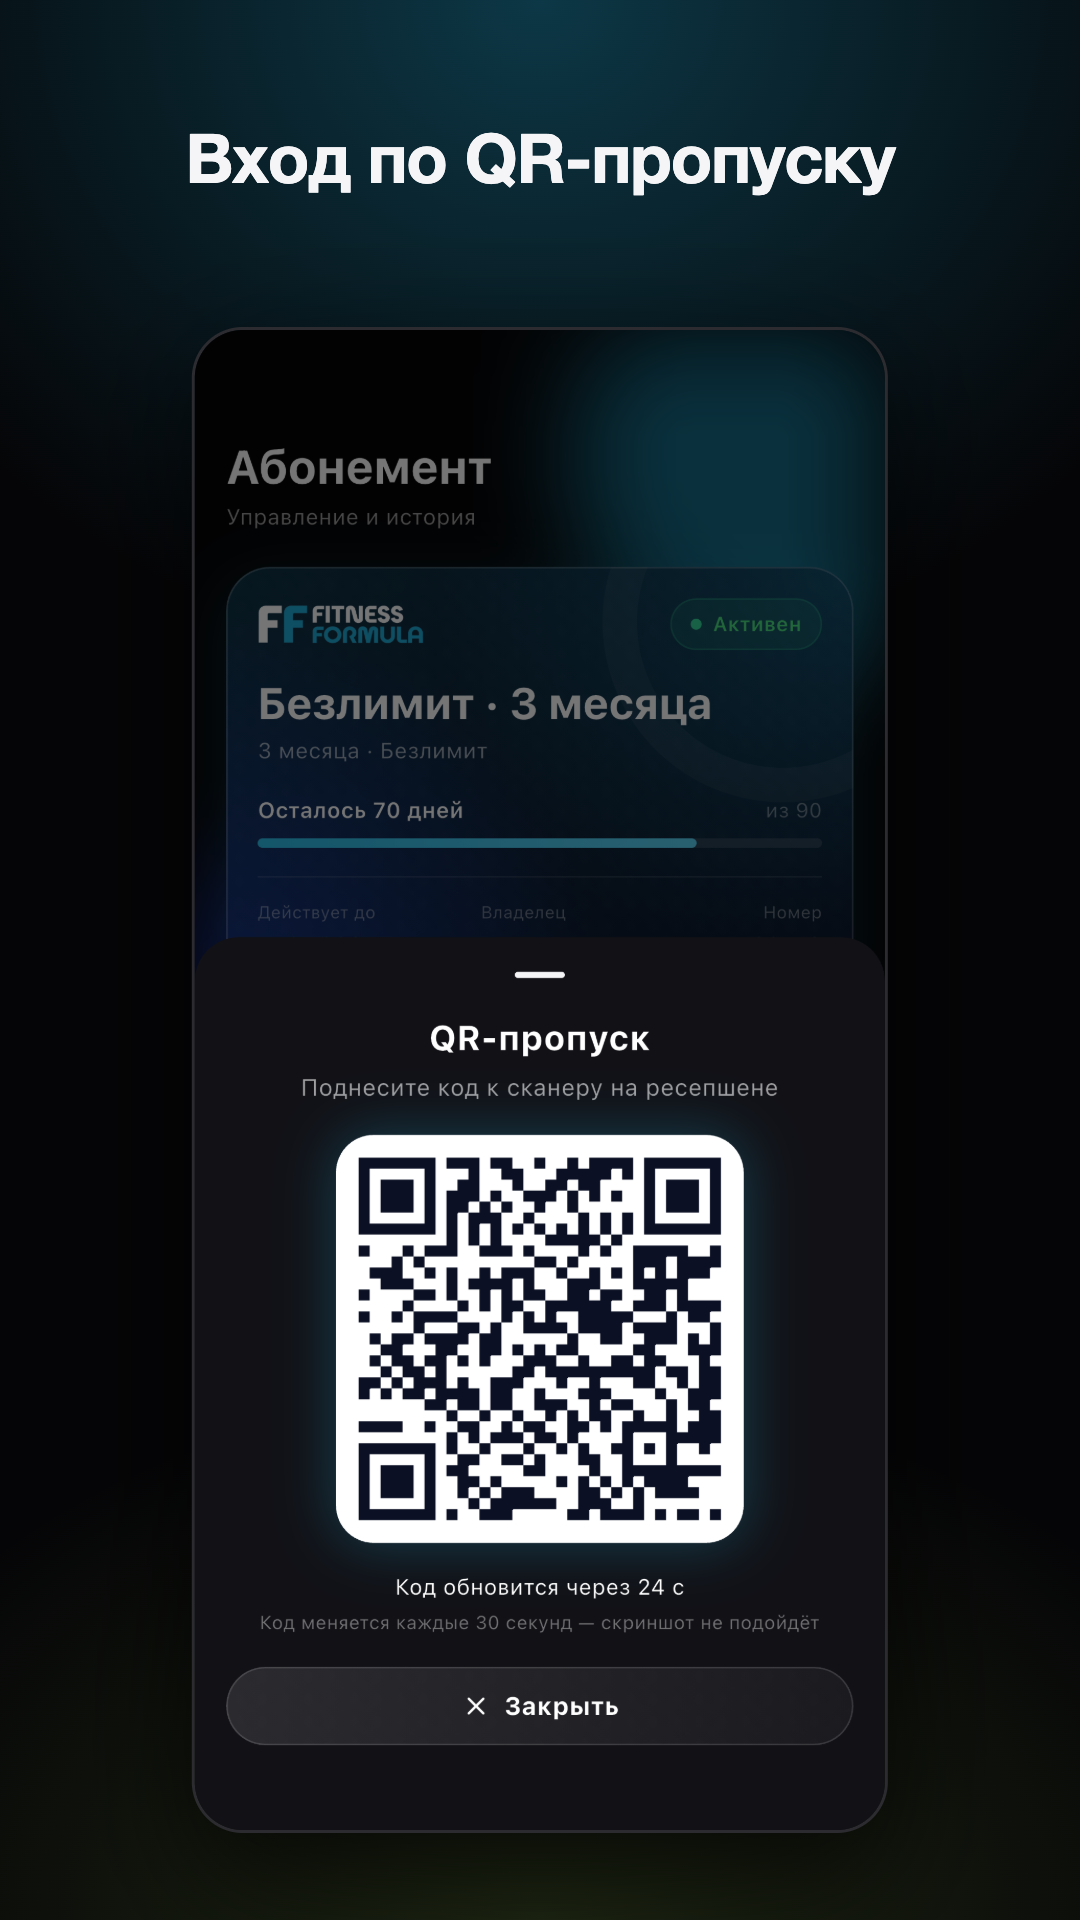 Вход по QR-пропуску
Абонемент
Управление и история
FF FITNESS
FORMULA
Активен
Безлимит · 3 месяца
3 месяца · Безлимит
Осталось 70 дней
из 90
Действует до
Владелец
Номер
QR-пропуск
Поднесите код к сканеру на ресепшене
Код обновится через 24 с
Код меняется каждые 30 секунд — скриншот не подойдёт
Закрыть